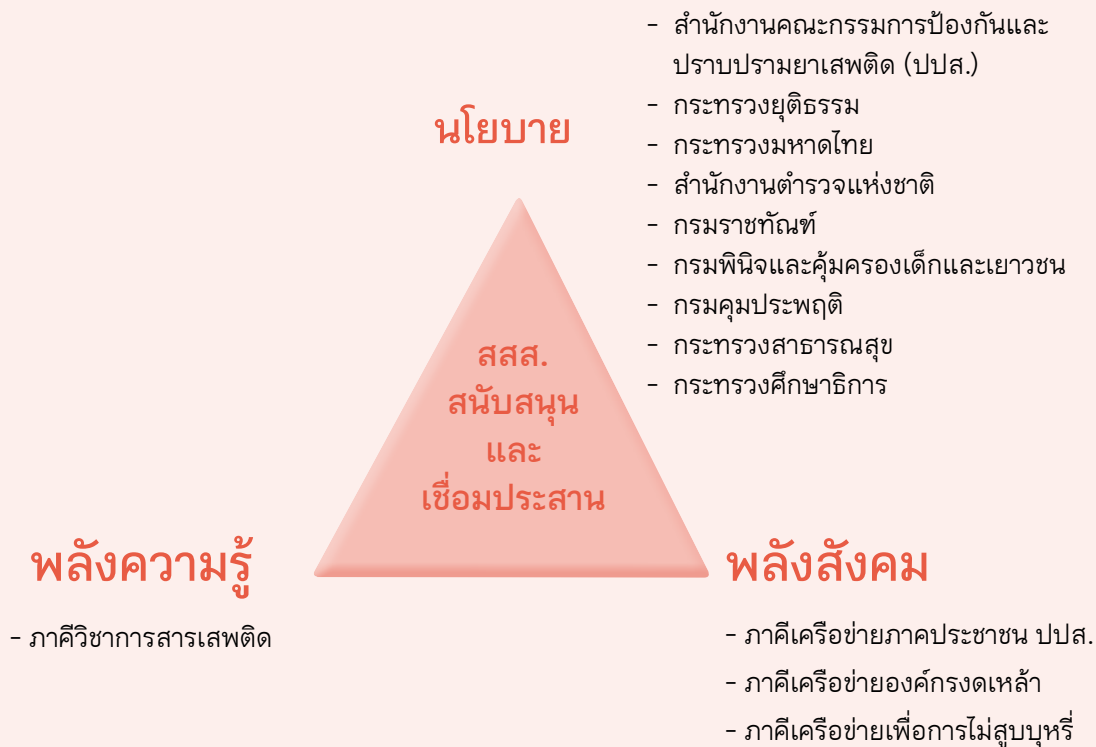 นโยบาย
- สำนักงานคณะกรรมการป้องกันและ
ปราบปรามยาเสพติด (ปปส.)
- กระทรวงยุติธรรม
- กระทรวงมหาดไทย
- สำนักงานตำรวจแห่งชาติ
- กรมราชทัณฑ์
- กรมพินิจและคุ้มครองเด็กและเยาวชน
- กรมคุมประพฤติ
- กระทรวงสาธารณสุข
- กระทรวงศึกษาธิการ
สสส.
สนับสนุน
และ
เชื่อมประสาน
พลังความรู้
- ภาคีวิชาการสารเสพติด
พลังสังคม
- ภาคีเครือข่ายภาคประชาชน ปปส.
- ภาคีเครือข่ายองค์กรงดเหล้า
- ภาคีเครือข่ายเพื่อการไม่สูบบุหรี่